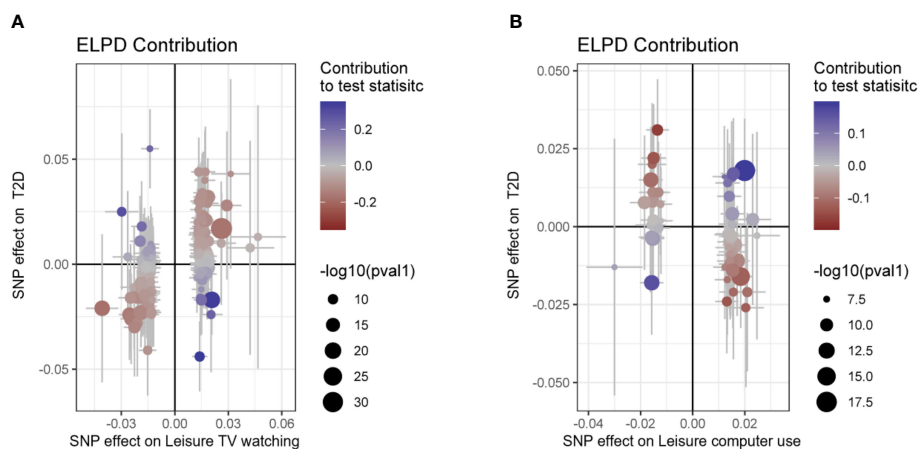 A
ELPD Contribution
SNP effect on T2D
0.05
0.00
-0.05
-0.03
0.00
0.03
0.06
SNP effect on Leisure TV watching
Contribution
to test statisitc
0.2
0.0
-0.2
-log10(pval1)
10
15
20
25
30
B
ELPD Contribution
SNP effect on T2D
0.050
0.025
0.000
-0.025
-0.050
-0.04
-0.02
0.00
0.02
SNP effect on Leisure computer use
Contribution
to test statisitc
0.1
0.0
-0.1
-log10(pval1)
7.5
10.0
12.5
15.0
17.5